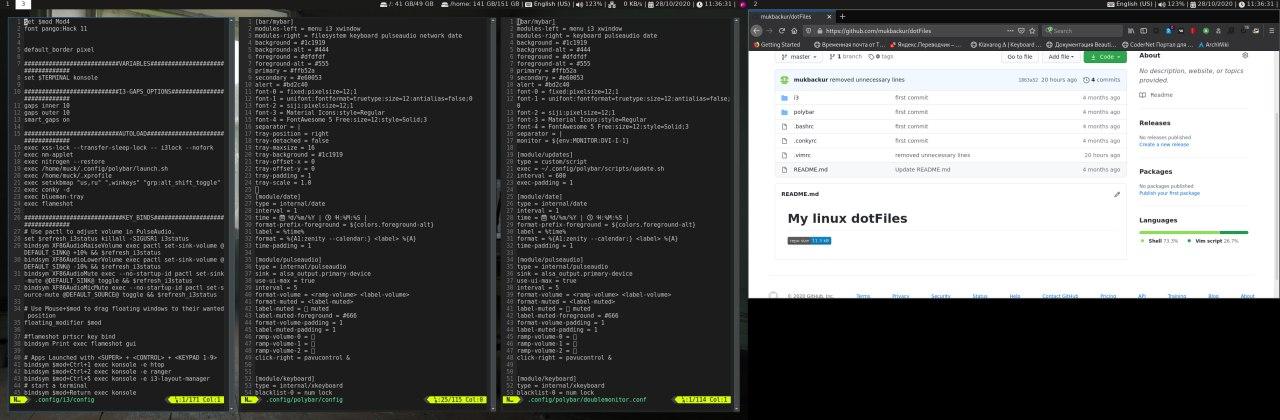 1 3
/: 41 GB/49 GB /home: 141 GB/151 GB 0 KB/s English (US) 123% 28/10/2020 11:36:31
2
English (US) 123% 28/10/2020 11:36:31
1 Set $mod Mod4
2 font pango:Hack 11
3
4
5 default_border pixel
6
7 ###########################VARIABLES#######################
##############
8 set $TERMINAL konsole
9
10 #########################I3-GAPS_OPTIONS###################
##############
11 gaps inner 10
12 gaps outer 10
13 smart_gaps on
14
15 ###########################AUTOLOAD########################
##############
16 exec xss-lock --transfer-sleep-lock -- i3lock --nofork
17 exec nm-applet
18 exec nitrogen --restore
19 exec /home/muck/.config/polybar/launch.sh
20 exec /home/muck/.xprofile
21 exec setxkbmap "us,ru" ",winkeys" "grp:alt_shift_toggle"
22 exec conky -d
23 exec blueman-tray
24 exec flameshot
25
26 ###########################KEY_BINDS#######################
##############
27 # Use pactl to adjust volume in PulseAudio.
28 set $refresh_i3status killall -SIGUSR1 i3status
29 bindsym XF86AudioRaiseVolume exec pactl set-sink-volume @
DEFAULT_SINK@ +10% && $refresh_i3status
30 bindsym XF86AudioLowerVolume exec pactl set-sink-volume @
DEFAULT_SINK@ -10% && $refresh_i3status
31 bindsym XF86AudioMute exec --no-startup-id pactl set-sink
-mute @DEFAULT_SINK@ toggle && $refresh_i3status
32 bindsym XF86AudioMicMute exec --no-startup-id pactl set-s
ource-mute @DEFAULT_SOURCE@ toggle && $refresh_i3status
33
34 # Use Mouse+$mod to drag floating windows to their wanted
position
35 floating_modifier $mod
36
37 #flameshot prtscr key bind
38 bindsym Print exec flameshot gui
39
40 # Apps Launched with <SUPER> + <CONTROL> + <KEYPAD 1-9>
41 bindsym $mod+Ctrl+1 exec konsole -e htop
42 bindsym $mod+Ctrl+2 exec konsole -e ranger
43 bindsym $mod+Ctrl+5 exec konsole -e i3-layout-manager
44 # start a terminal
45 bindsym $mod+Return exec konsole
N… .config/i3/config 1/171 Col:1
1 [bar/mybar]
2 modules-left = menu i3 xwindow
3 modules-right = filesystem keyboard pulseaudio network date
4 background = #1c1919
5 background-alt = #444
6 foreground = #dfdfdf
7 foreground-alt = #555
8 primary = #ffb52a
9 secondary = #e60053
10 alert = #bd2c40
11 font-0 = fixed:pixelsize=12;1
12 font-1 = unifont:fontformat=truetype:size=12:antialias=false;0
13 font-2 = siji:pixelsize=12;1
14 font-3 = Material Icons:style=Regular
15 font-4 = FontAwesome 5 Free:size=12:style=Solid;3
16 separator = |
17 tray-position = right
18 tray-detached = false
19 tray-maxsize = 16
20 tray-background = #1c1919
21 tray-offset-x = 0
22 tray-offset-y = 0
23 tray-padding = 1
24 tray-scale = 1.0
25
26 [module/date]
27 type = internal/date
28 interval = 1
29 time = %d/%m/%Y | %H:%M:%S |
30 format-prefix-foreground = ${colors.foreground-alt}
31 label = %time%
32 format = %{A1:zenity --calendar:} <label> %{A}
33 time-padding = 1
34
35 [module/pulseaudio]
36 type = internal/pulseaudio
37 sink = alsa_output.primary-device
38 use-ui-max = true
39 interval = 5
40 format-volume = <ramp-volume> <label-volume>
41 format-muted = <label-muted>
42 label-muted = muted
43 label-muted-foreground = #666
44 format-volume-padding = 1
45 label-muted-padding = 1
46 ramp-volume-0 =
47 ramp-volume-1 =
48 ramp-volume-2 =
49 click-right = pavucontrol &
50
51
52 [module/keyboard]
53 type = internal/xkeyboard
54 blacklist-0 = num lock
N… .config/polybar/config 25/115 Col:0
1 [bar/mybar]
2 modules-left = menu i3 xwindow
3 modules-right = keyboard pulseaudio date
4 background = #1c1919
5 background-alt = #444
6 foreground = #dfdfdf
7 foreground-alt = #555
8 primary = #ffb52a
9 secondary = #e60053
10 alert = #bd2c40
11 font-0 = fixed:pixelsize=12;1
12 font-1 = unifont:fontformat=truetype:size=12:antialias=false;
0
13 font-2 = siji:pixelsize=12;1
14 font-3 = Material Icons:style=Regular
15 font-4 = FontAwesome 5 Free:size=12:style=Solid;3
16 separator = |
17 monitor = ${env:MONITOR:DVI-I-1}
18
19 [module/updates]
20 type = custom/script
21 exec = ~/.config/polybar/scripts/update.sh
22 interval = 600
23 exec-padding = 1
24
25 [module/date]
26 type = internal/date
27 interval = 1
28 time = %d/%m/%Y | %H:%M:%S |
29 format-prefix-foreground = ${colors.foreground-alt}
30 label = %time%
31 format = %{A1:zenity --calendar:} <label> %{A}
32 time-padding = 1
33
34 [module/pulseaudio]
35 type = internal/pulseaudio
36 sink = alsa_output.primary-device
37 use-ui-max = true
38 interval = 5
39 format-volume = <ramp-volume> <label-volume>
40 format-muted = <label-muted>
41 label-muted = muted
42 label-muted-foreground = #666
43 format-volume-padding = 1
44 label-muted-padding = 1
45 ramp-volume-0 =
46 ramp-volume-1 =
47 ramp-volume-2 =
48 click-right = pavucontrol &
49
50
51 [module/keyboard]
52 type = internal/xkeyboard
53 blacklist-0 = num lock
N… .config/polybar/doublemonitor.conf 1/114 Col:1
mukbackur/dotFiles
https://github.com/mukbackur/dotFiles
Search
Getting Started Временная почта от T... Яндекс.Переводчик – ... Klavarog Документация Beauti... CoderNet Портал для ... ArchWiki
master 1 branch 0 tags Go to file Add file Code
mukbackur removed unnecessary lines 20 hours ago 4 commits
i3 first commit 4 months ago
polybar first commit 4 months ago
.bashrc first commit 4 months ago
.conkyrc first commit 4 months ago
.vimrc removed unnecessary lines 20 hours ago
README.md Update README.md 4 months ago
README.md
My linux dotFiles
repo size
About
No description, website, or topics
provided.
Readme
Releases
No releases published
Create a new release
Packages
No packages published
Publish your first package
Languages
Shell 73.3% Vim script 26.7%
© 2020 GitHub, Inc. Terms Privacy Security Status Help Contact GitHub Pricing API Training Blog About